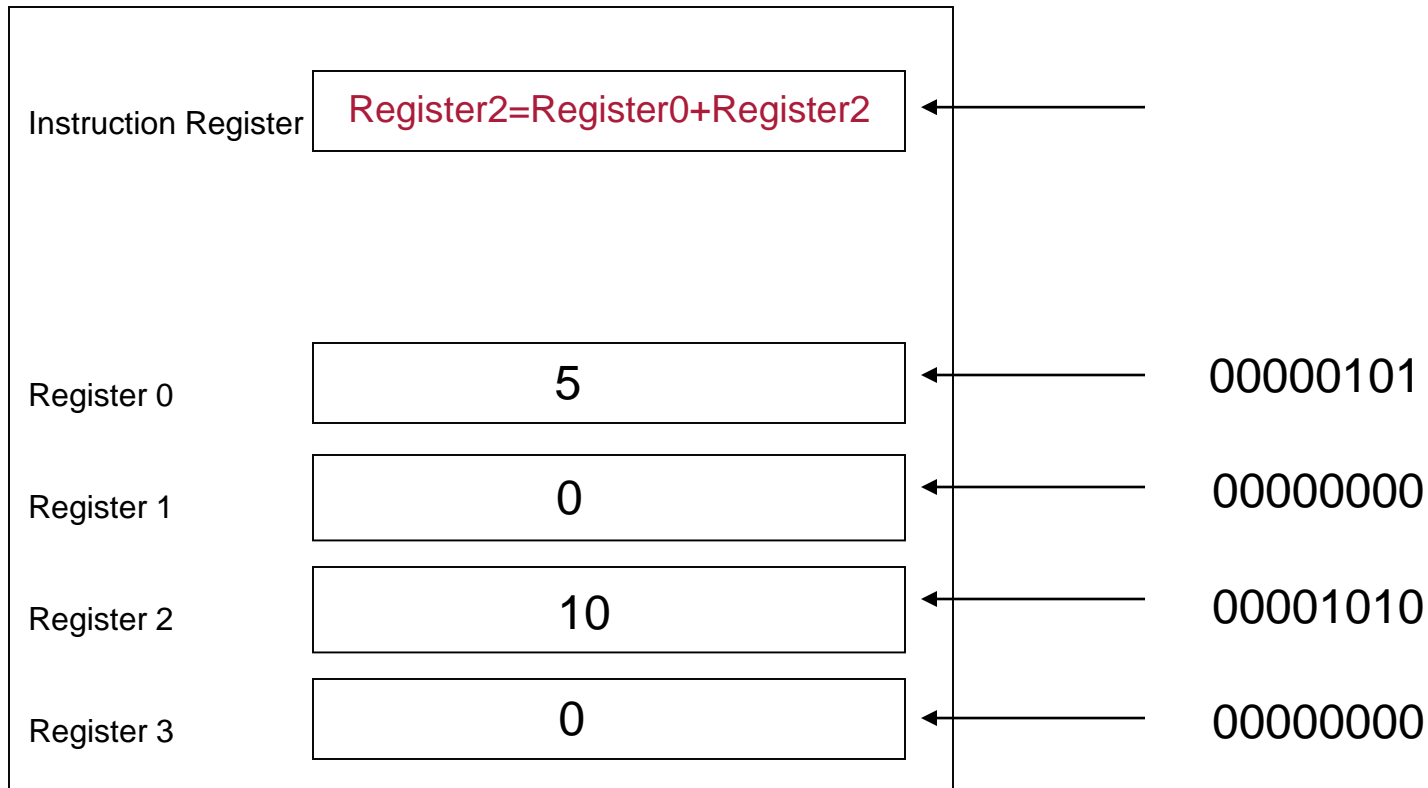 Instruction Register Register2=Register0+Register2
Register 0 5 00000101
Register 1 0 00000000
Register 2 10 00001010
Register 3 0 00000000